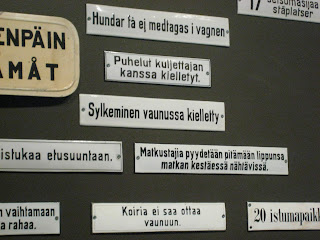 17
ståplatser
Hundar få ej medtagas i vagnen
ENPÄIN
ÄMÅT
Puhelut kuljettajan
kanssa kielletyt.
Sylkeminen vaunussa kielletty
istukaa etusuuntaan.
Matkustajia pyydetään pitämään lippunsa
matkan kestäessä nähtävissä.
n vaihtamaan
a rahaa.
Koiria ei saa ottaa
vaunuun.
20 istumapaikk